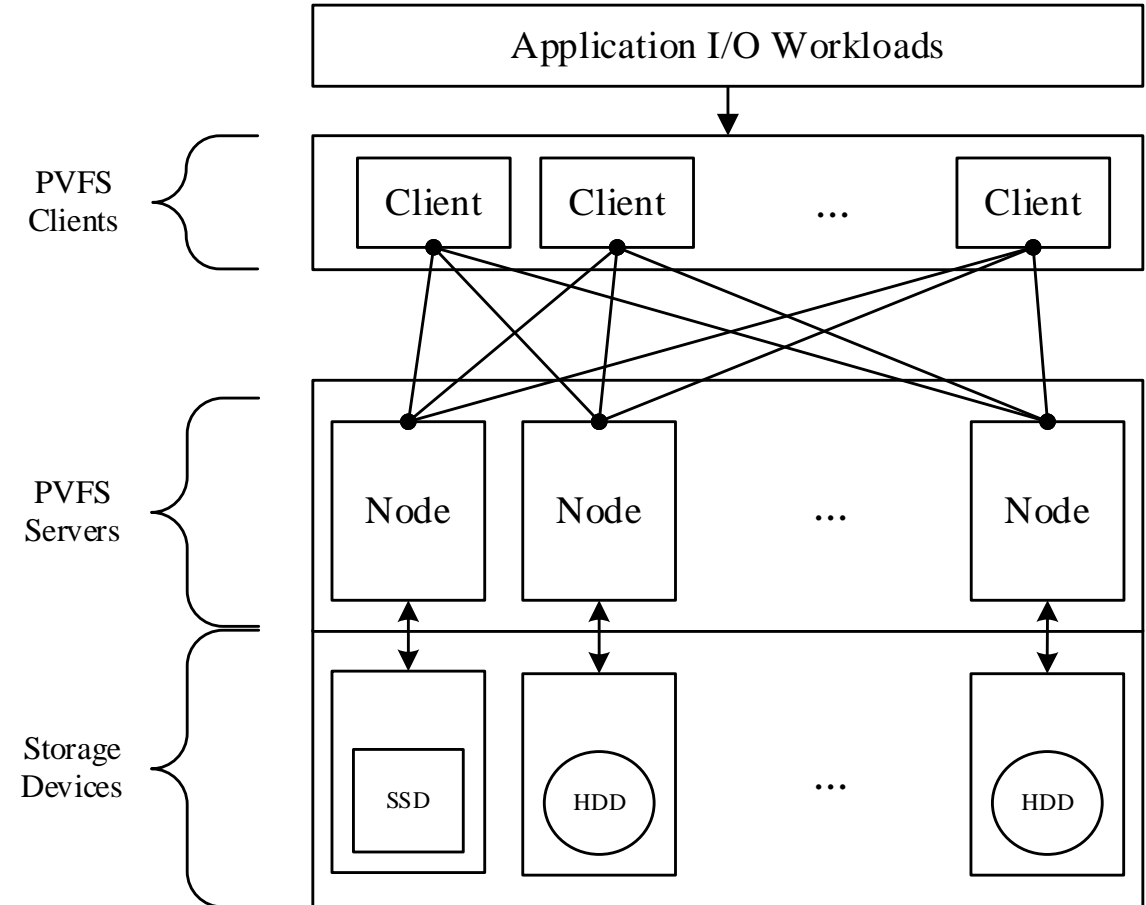 Application I/O Workloads
PVFS
Clients
Client
Client
...
Client
PVFS
Servers
Node
Node
...
Node
Storage
Devices
SSD
HDD
...
HDD